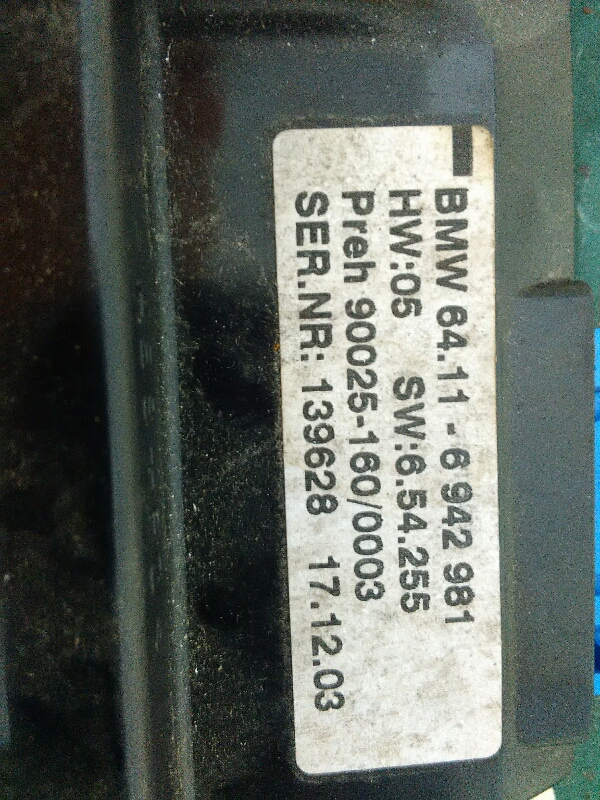 BMW 64.11 - 6 942 981
HW:05 SW:6.54.255
Preh 90025-160/0003
SER.NR: 139628 17.12.03